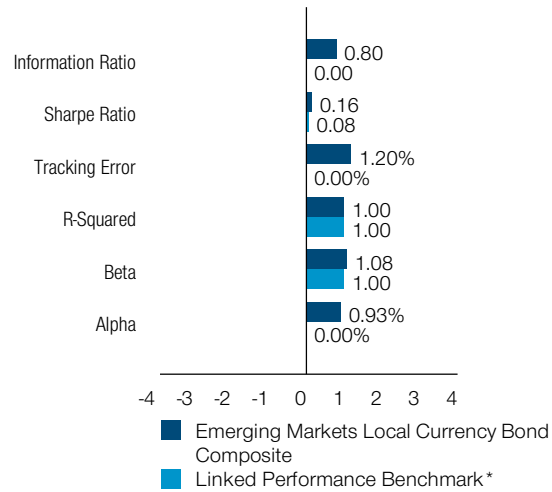 Information Ratio
0.80
0.00
Sharpe Ratio
0.16
0.08
Tracking Error
1.20%
0.00%
R-Squared
1.00
1.00
Beta
1.08
1.00
Alpha
0.93%
0.00%
-4 -3 -2 -1 0 1 2 3 4
Emerging Markets Local Currency Bond
Composite
Linked Performance Benchmark*